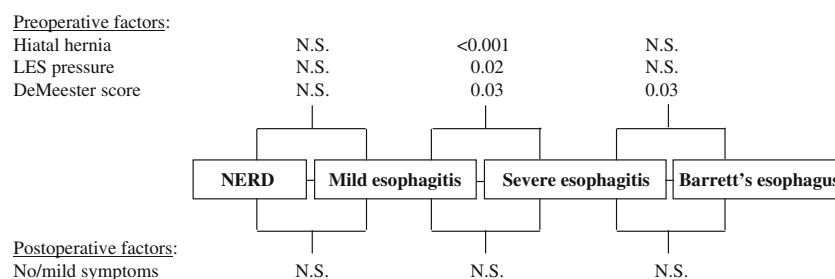 Preoperative factors:
Hiatal hernia N.S. <0.001 N.S.
LES pressure N.S. 0.02 N.S.
DeMeester score N.S. 0.03 0.03
NERD Mild esophagitis Severe esophagitis Barrett's esophagus
Postoperative factors:
No/mild symptoms N.S. N.S. N.S.